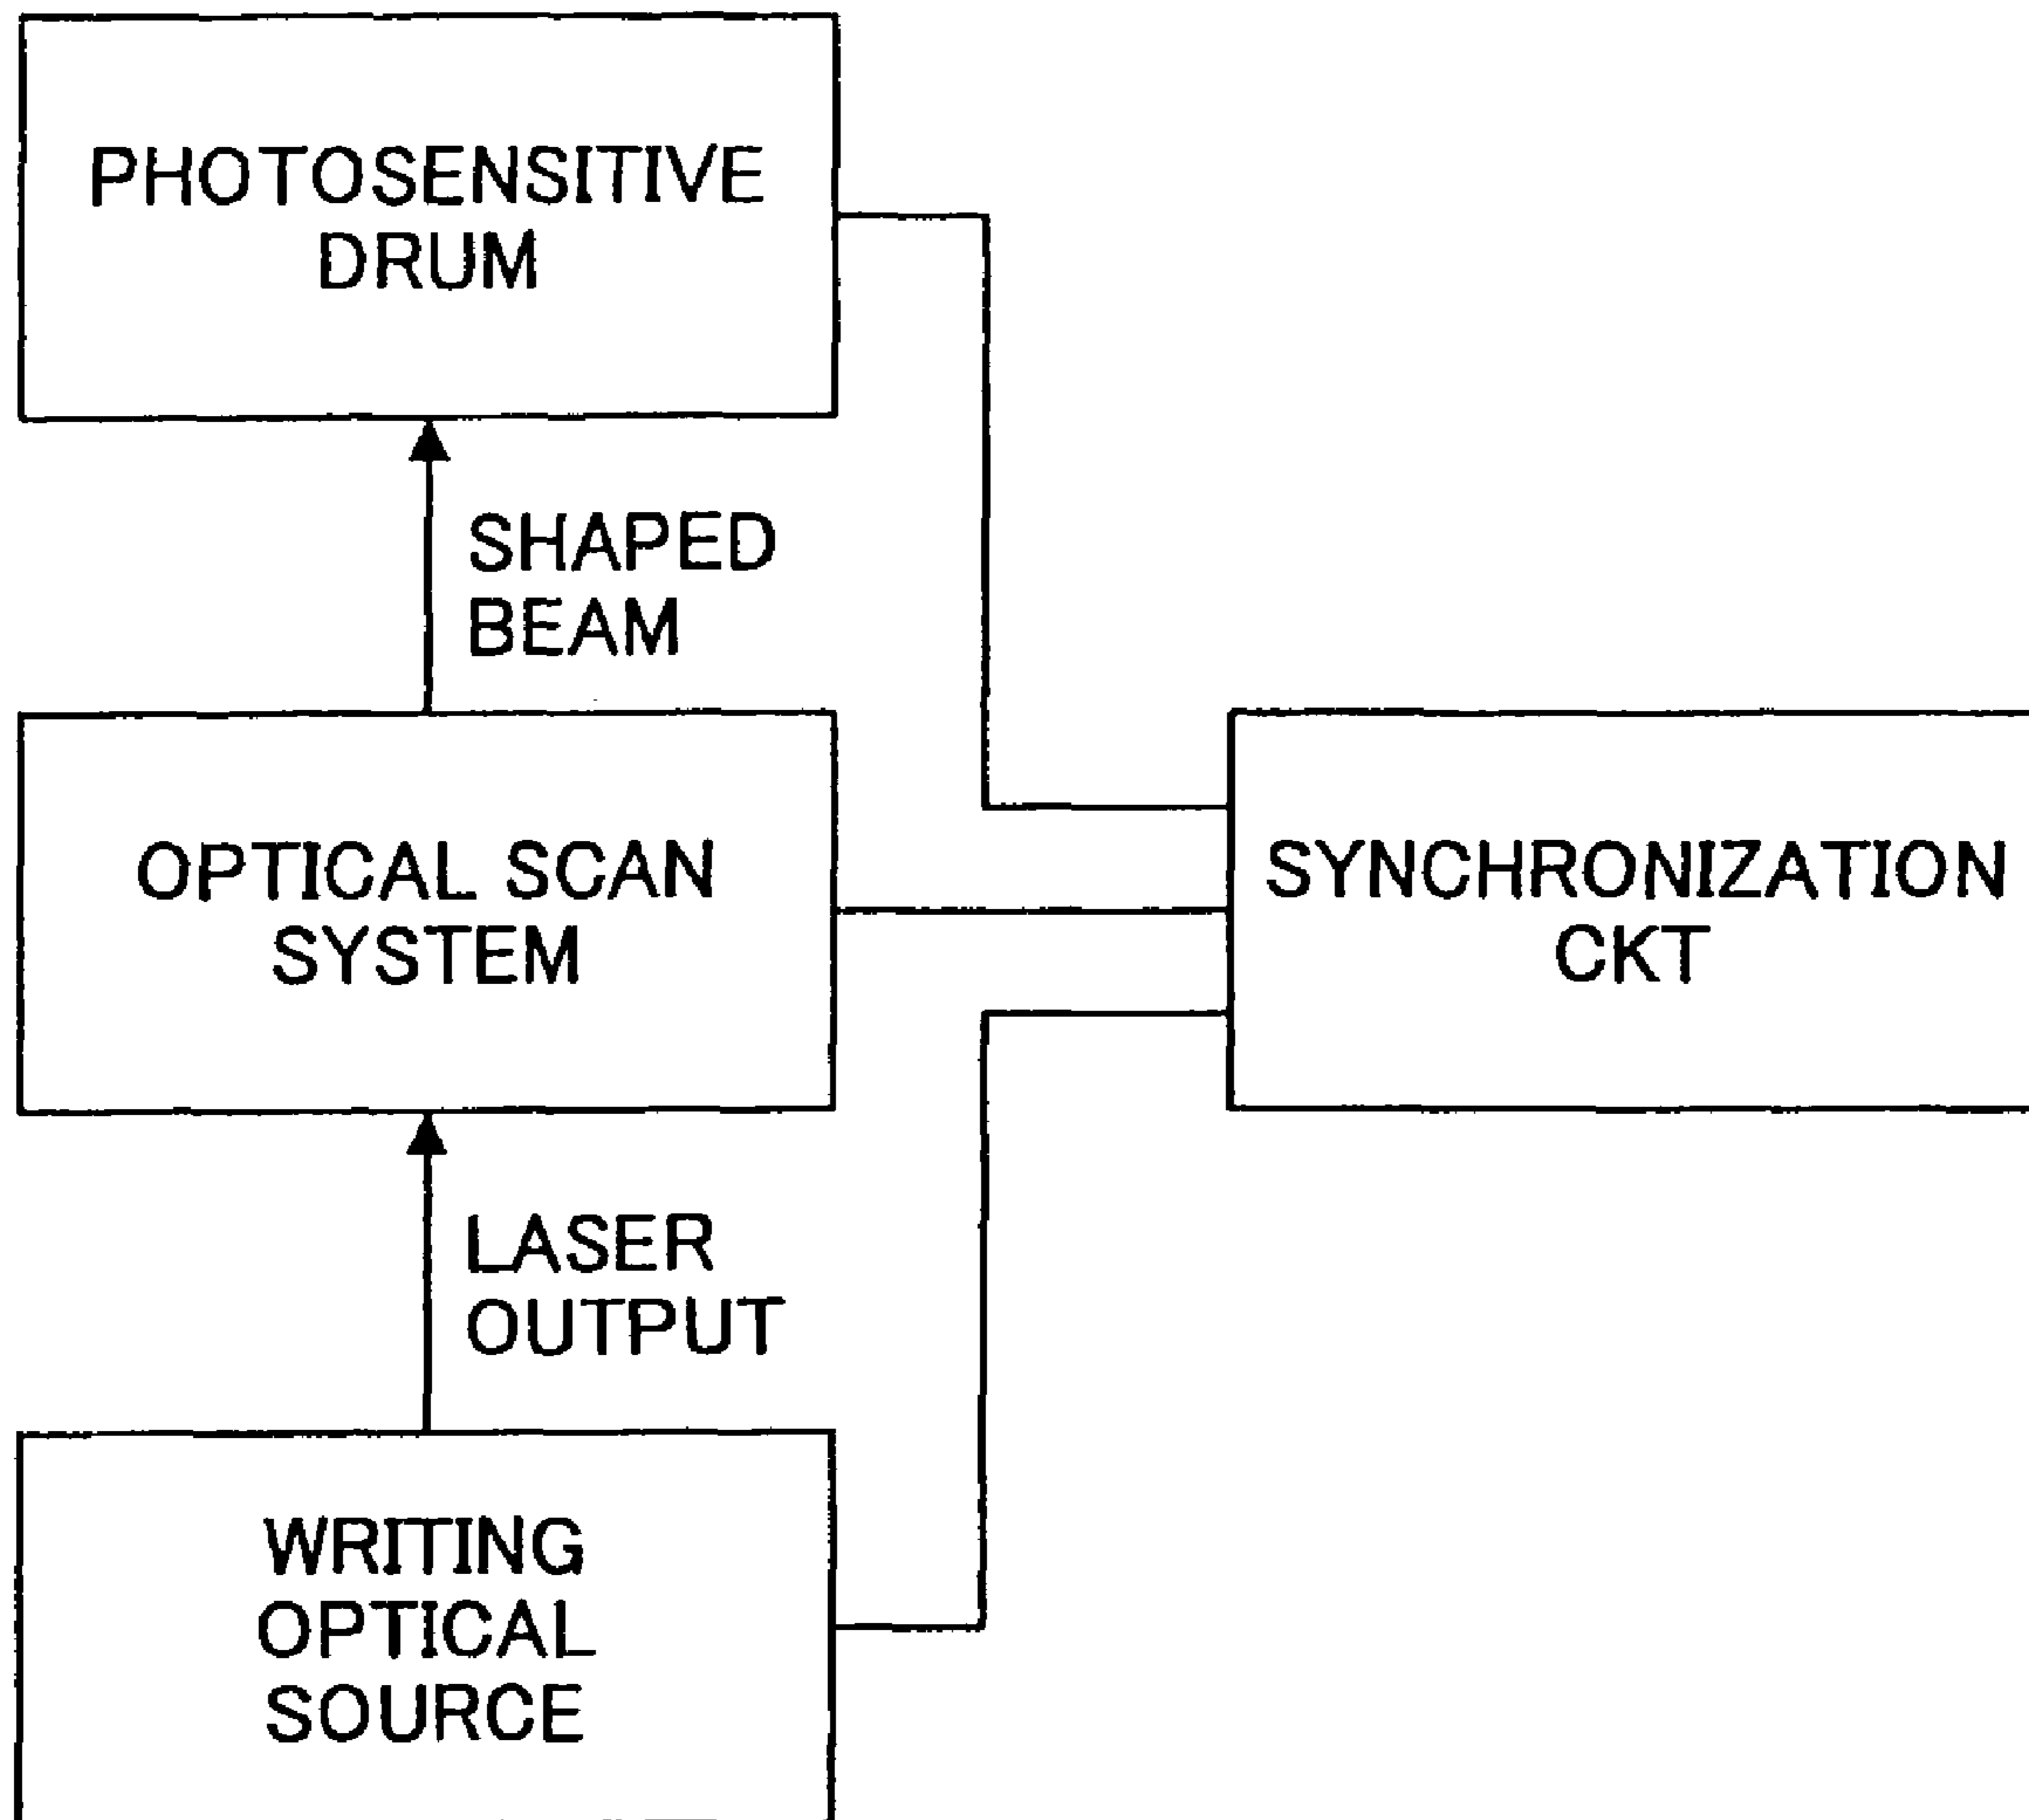 PHOTOSENSITIVE
DRUM
SHAPED
BEAM
OPTICAL SCAN
SYSTEM
SYNCHRONIZATION
CKT
LASER
OUTPUT
WRITING
OPTICAL
SOURCE